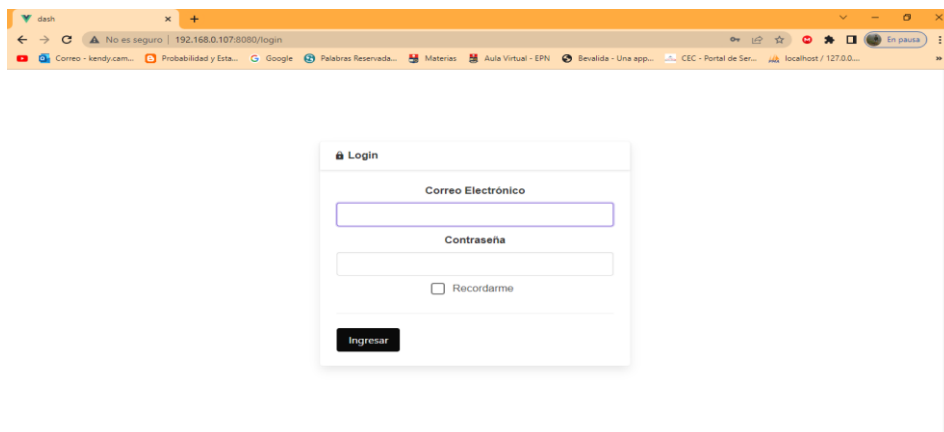 dash
No es seguro | 192.168.0.107:8080/login
En pausa
Correo - kendy.cam... Probabilidad y Esta... Google Palabras Reservada... Materias Aula Virtual - EPN Bevalida - Una app... CEC - Portal de Ser... localhost / 127.0.0....
Login
Correo Electrónico
Contraseña
Recordarme
Ingresar